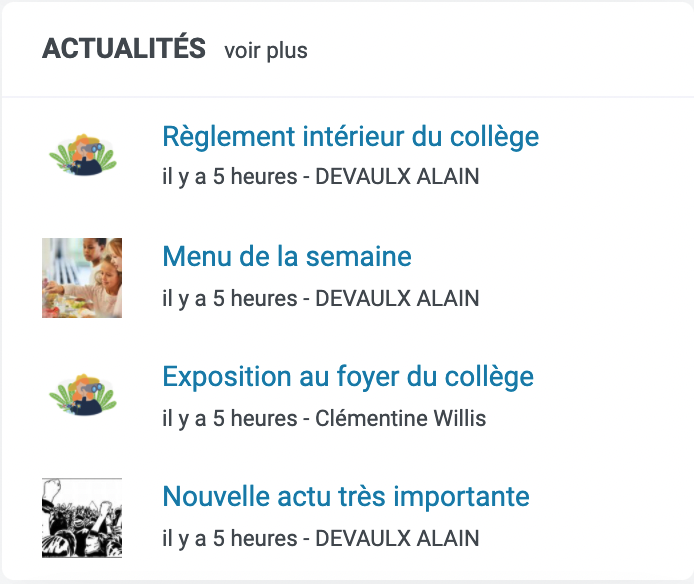 ACTUALITÉS voir plus
Règlement intérieur du collège
il y a 5 heures - DEVAULX ALAIN
Menu de la semaine
il y a 5 heures - DEVAULX ALAIN
Exposition au foyer du collège
il y a 5 heures - Clémentine Willis
Nouvelle actu très importante
il y a 5 heures - DEVAULX ALAIN